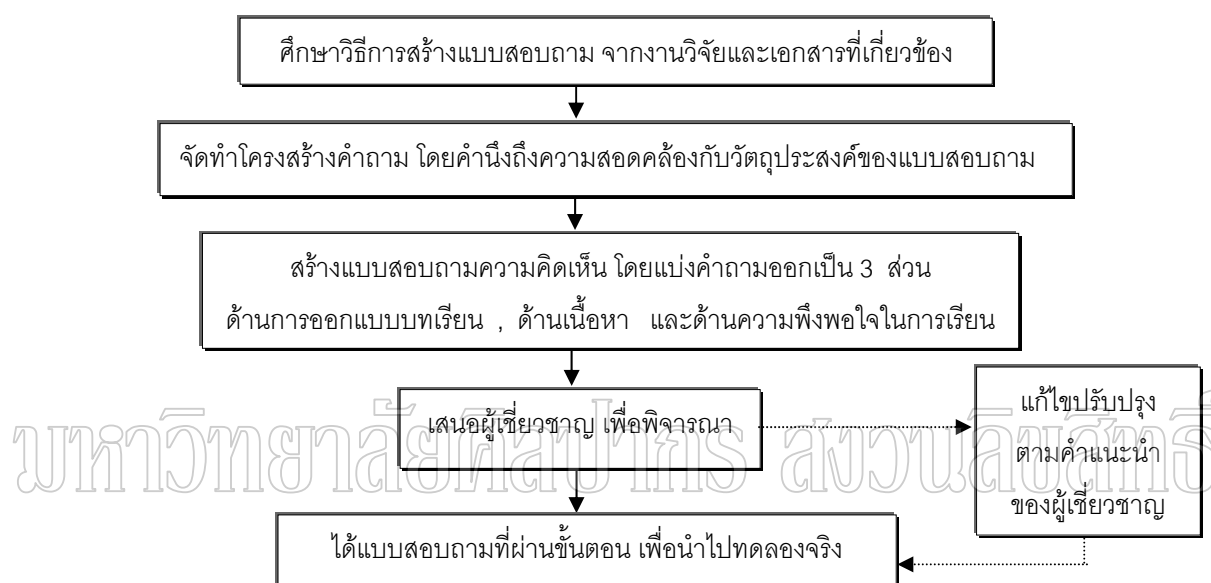 ศึกษาวิธีการสร้างแบบสอบถาม จากงานวิจัยและเอกสารที่เกี่ยวข้อง
จัดทำโครงสร้างคำถาม โดยคำนึงถึงความสอดคล้องกับวัตถุประสงค์ของแบบสอบถาม
สร้างแบบสอบถามความคิดเห็น โดยแบ่งคำถามออกเป็น 3 ส่วน
ด้านการออกแบบบทเรียน , ด้านเนื้อหา และด้านความพึงพอใจในการเรียน
เสนอผู้เชี่ยวชาญ เพื่อพิจารณา
แก้ไขปรับปรุง
ตามคำแนะนำ
ของผู้เชี่ยวชาญ
มหาวิทยาลัยศิลปากร สงวนลิขสิทธิ์
ได้แบบสอบถามที่ผ่านขั้นตอน เพื่อนำไปทดลองจริง